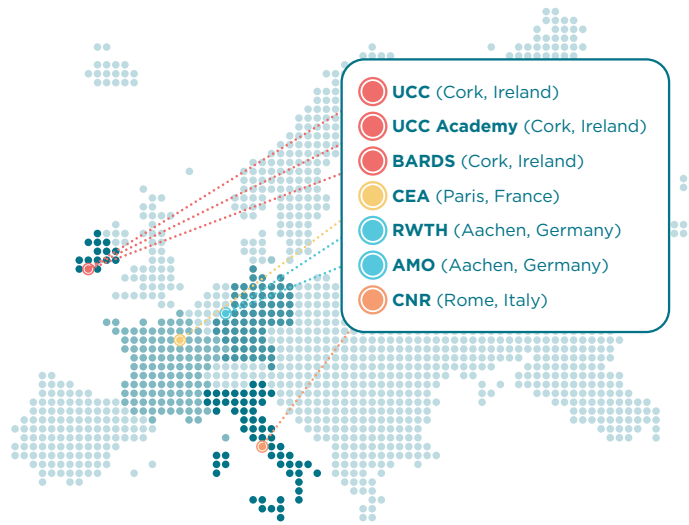 UCC (Cork, Ireland)
UCC Academy (Cork, Ireland)
BARDS (Cork, Ireland)
CEA (Paris, France)
RWTH (Aachen, Germany)
AMO (Aachen, Germany)
CNR (Rome, Italy)